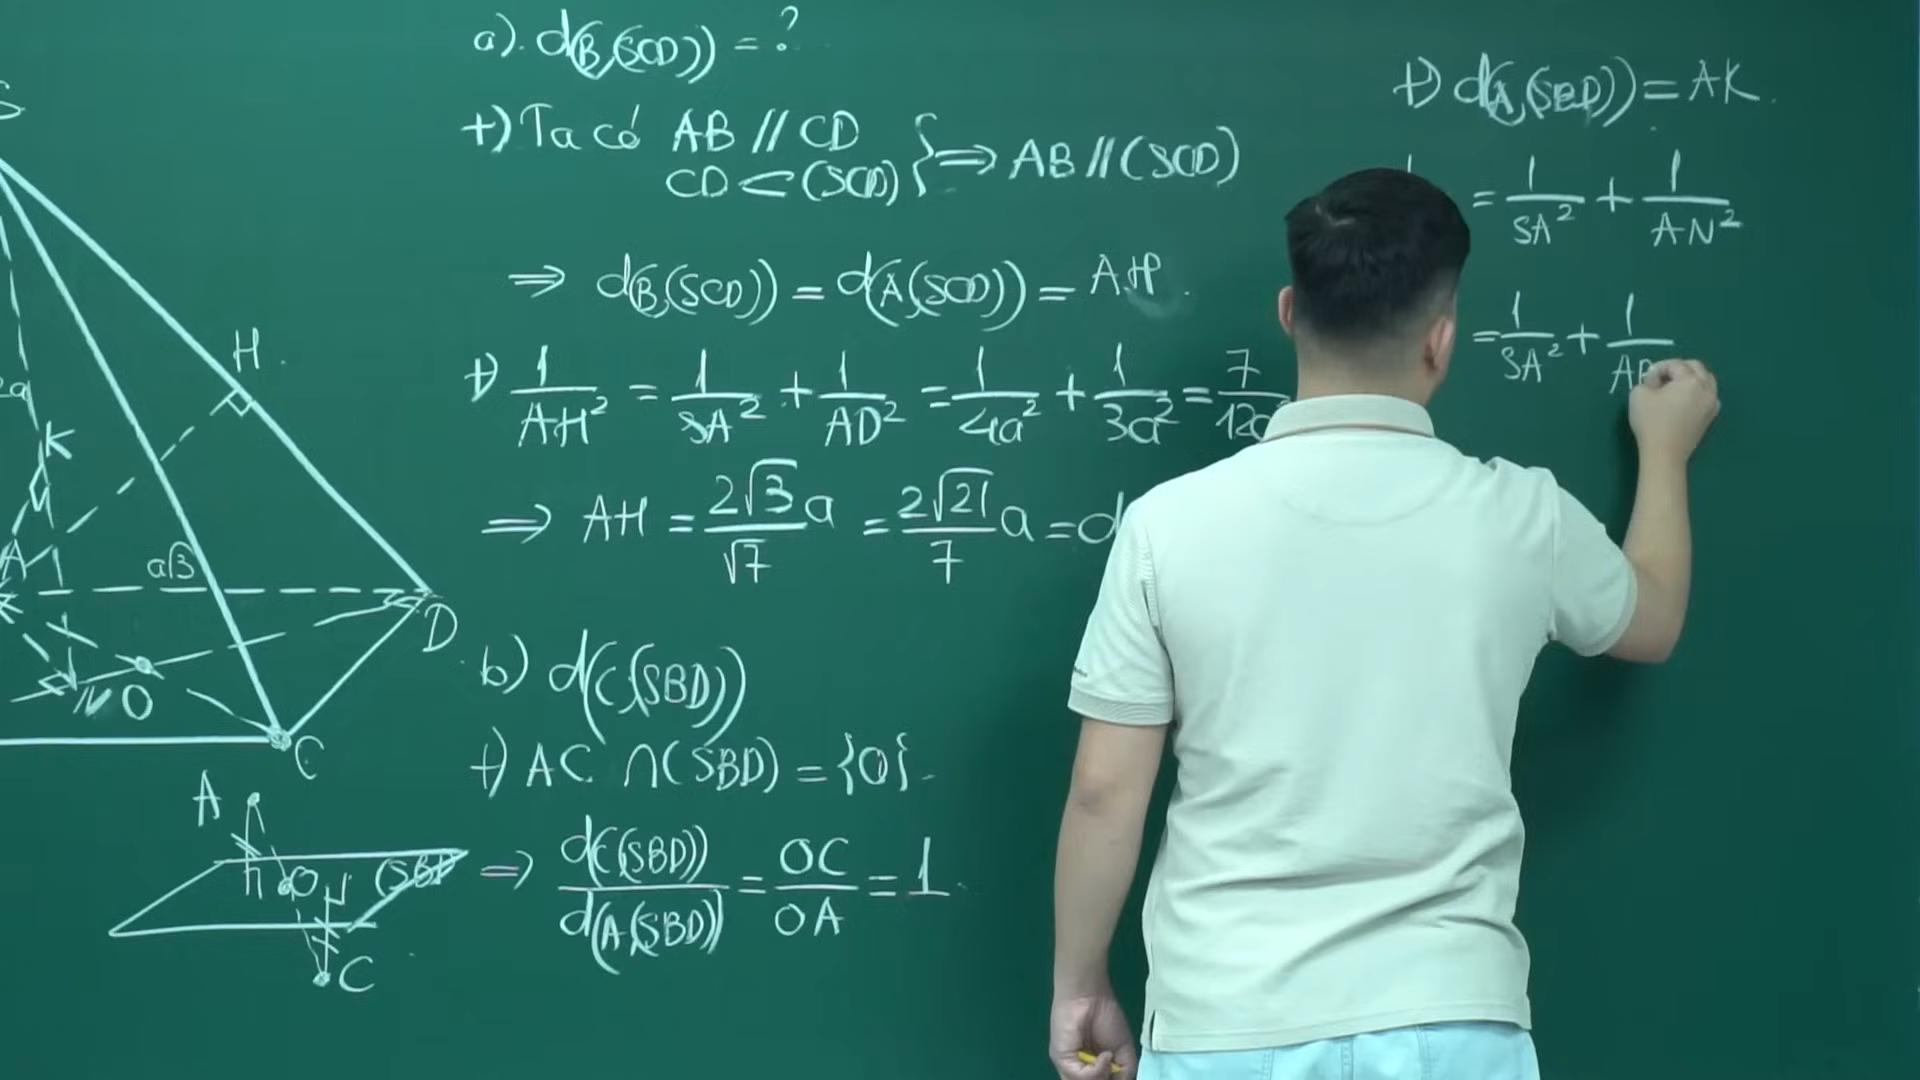 a). d(B,(SCD)) = ?
+) Ta có AB // CD
CD ⊂ (SCD) } ⇒ AB // (SCD)
⇒ d(B,(SCD)) = d(A,(SCD)) = AH.
+) 1/AH² = 1/SA² + 1/AD² = 1/4a² + 1/3a² = 7/12a
⇒ AH = 2√3/√7 a = 2√21/7 a = d
b) d(C,(SBD))
+) AC ∩ (SBD) = {O}.
⇒ d(C,(SBD))/d(A,(SBD)) = OC/OA = 1.
+) d(A,(SBD)) = AK.
= 1/SA² + 1/AN²
= 1/SA² + 1/AB
S
H.
2a
K
A
a√3
D
N O
C
A
H O (SBD)
C